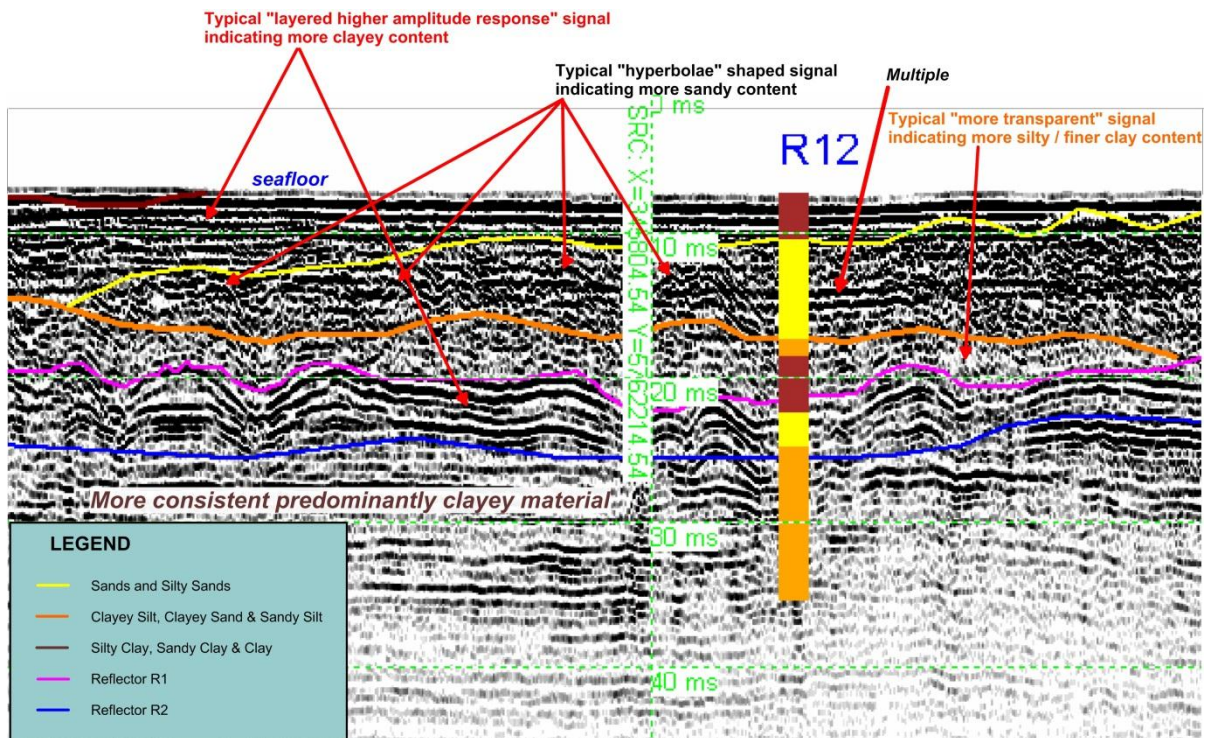 Typical "layered higher amplitude response" signal
indicating more clayey content
Typical "hyperbolae" shaped signal
indicating more sandy content
Multiple
Typical "more transparent" signal
indicating more silty / finer clay content
0 ms
R12
seafloor
10 ms
20 ms
More consistent predominantly clayey material
30 ms
40 ms
LEGEND
Sands and Silty Sands
Clayey Silt, Clayey Sand & Sandy Silt
Silty Clay, Sandy Clay & Clay
Reflector R1
Reflector R2